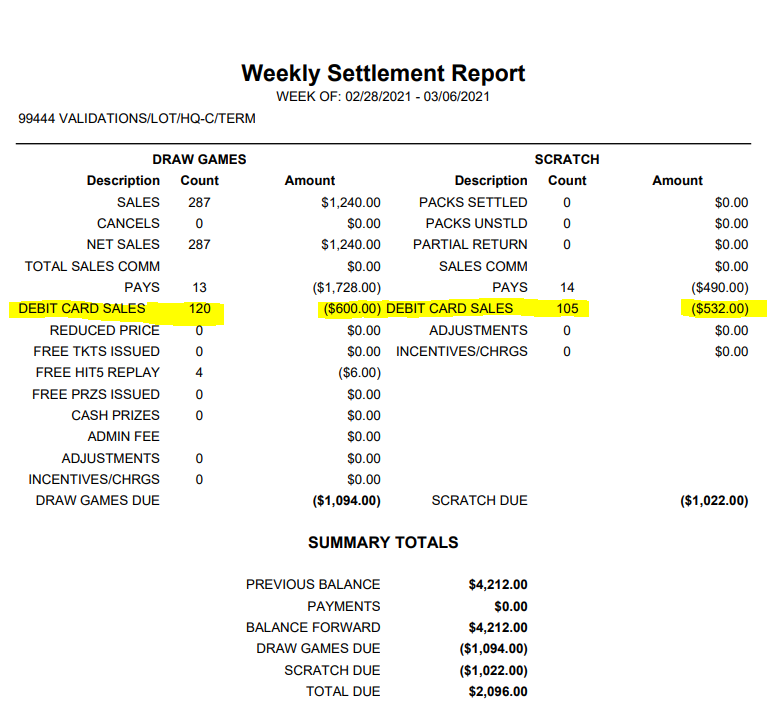 Weekly Settlement Report
WEEK OF: 02/28/2021 - 03/06/2021
99444 VALIDATIONS/LOT/HQ-C/TERM
DRAW GAMES SCRATCH
Description Count Amount Description Count Amount
SALES 287 $1,240.00 PACKS SETTLED 0 $0.00
CANCELS 0 $0.00 PACKS UNSTLD 0 $0.00
NET SALES 287 $1,240.00 PARTIAL RETURN 0 $0.00
TOTAL SALES COMM $0.00 SALES COMM $0.00
PAYS 13 ($1,728.00) PAYS 14 ($490.00)
DEBIT CARD SALES 120 ($600.00) DEBIT CARD SALES 105 ($532.00)
REDUCED PRICE 0 $0.00 ADJUSTMENTS 0 $0.00
FREE TKTS ISSUED 0 $0.00 INCENTIVES/CHRGS 0 $0.00
FREE HIT5 REPLAY 4 ($6.00)
FREE PRZS ISSUED 0 $0.00
CASH PRIZES 0 $0.00
ADMIN FEE $0.00
ADJUSTMENTS 0 $0.00
INCENTIVES/CHRGS 0 $0.00
DRAW GAMES DUE ($1,094.00) SCRATCH DUE ($1,022.00)
SUMMARY TOTALS
PREVIOUS BALANCE $4,212.00
PAYMENTS $0.00
BALANCE FORWARD $4,212.00
DRAW GAMES DUE ($1,094.00)
SCRATCH DUE ($1,022.00)
TOTAL DUE $2,096.00